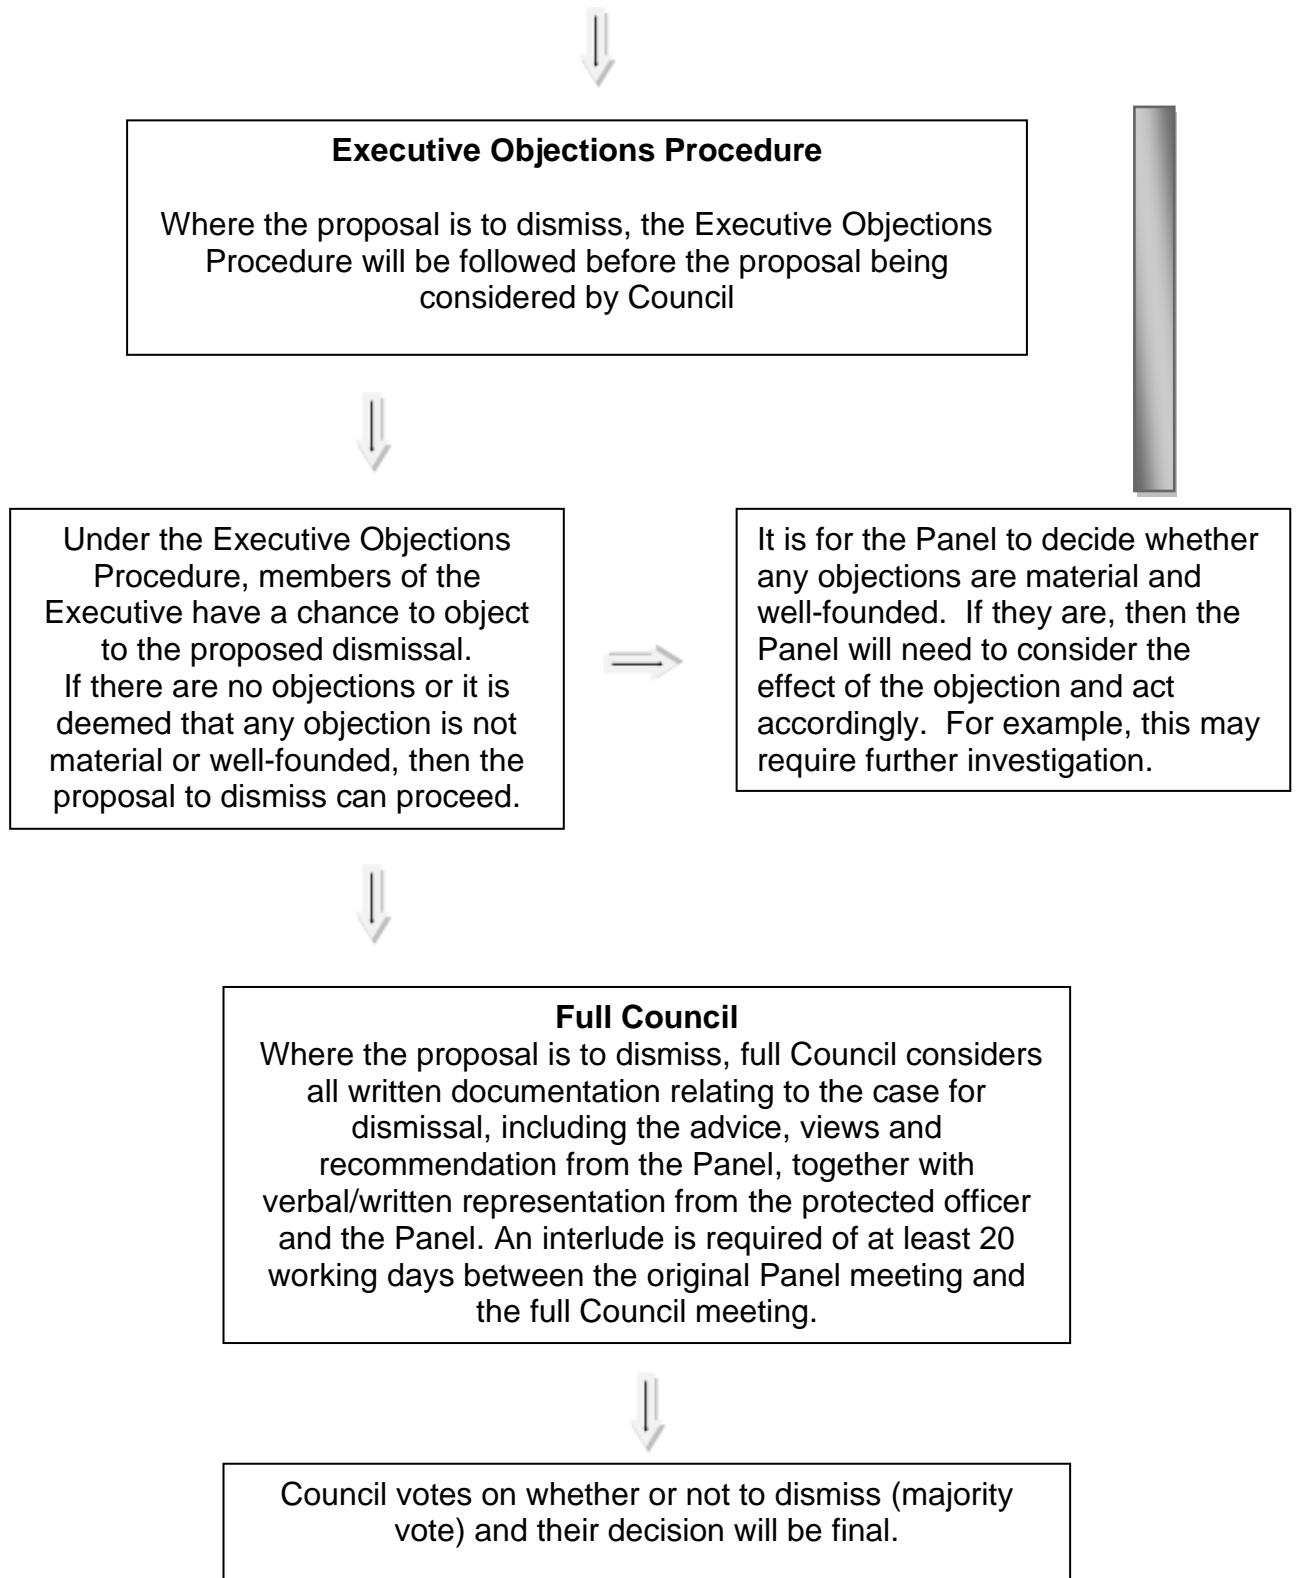 Executive Objections Procedure
Where the proposal is to dismiss, the Executive Objections
Procedure will be followed before the proposal being
considered by Council
Under the Executive Objections
Procedure, members of the
Executive have a chance to object
to the proposed dismissal.
If there are no objections or it is
deemed that any objection is not
material or well-founded, then the
proposal to dismiss can proceed.
It is for the Panel to decide whether
any objections are material and
well-founded.  If they are, then the
Panel will need to consider the
effect of the objection and act
accordingly.  For example, this may
require further investigation.
Full Council
Where the proposal is to dismiss, full Council considers
all written documentation relating to the case for
dismissal, including the advice, views and
recommendation from the Panel, together with
verbal/written representation from the protected officer
and the Panel. An interlude is required of at least 20
working days between the original Panel meeting and
the full Council meeting.
Council votes on whether or not to dismiss (majority
vote) and their decision will be final.